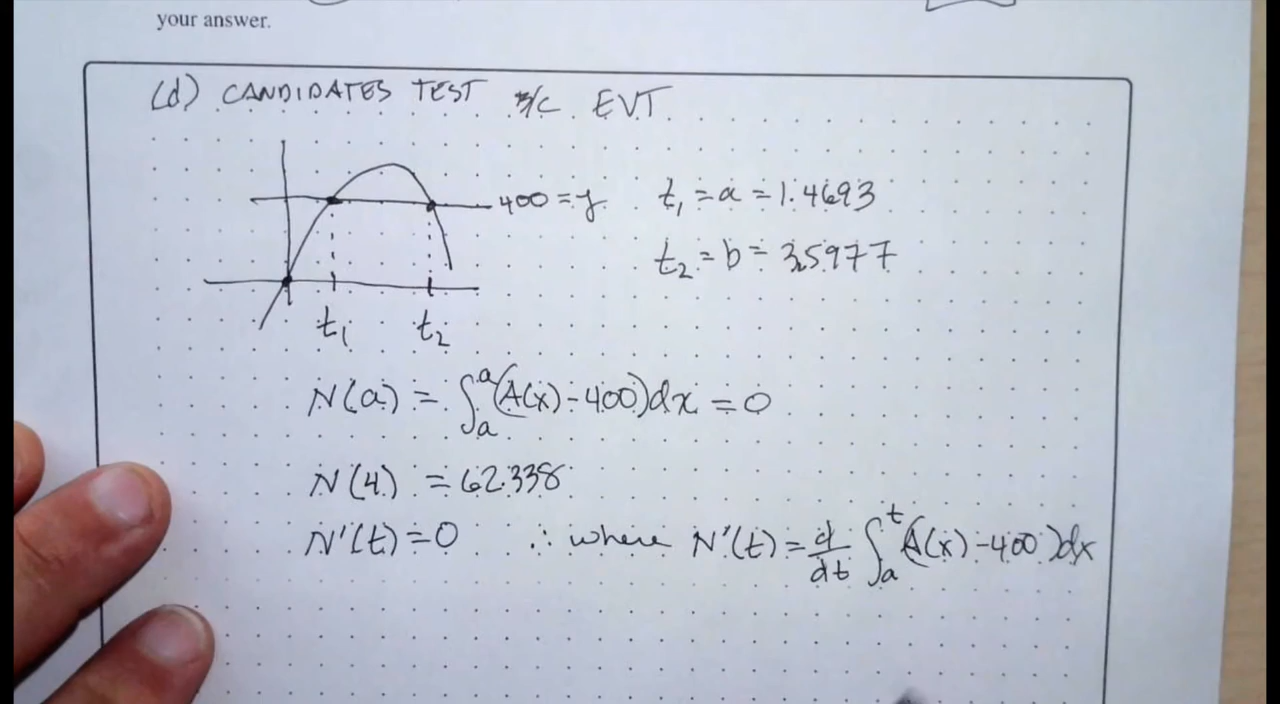 your answer.
(d) CANDIDATES TEST B/C EVT
400 = y
t₁ = a = 1.4693
t₂ = b = 3.5977
t₁ t₂
N(a) = ∫ₐᵃ(A(x) - 400)dx = 0
N(4) = 62.338
N'(t) = 0 ∴ where N'(t) = d/dt ∫ₐᵗ(A(x) - 400)dx